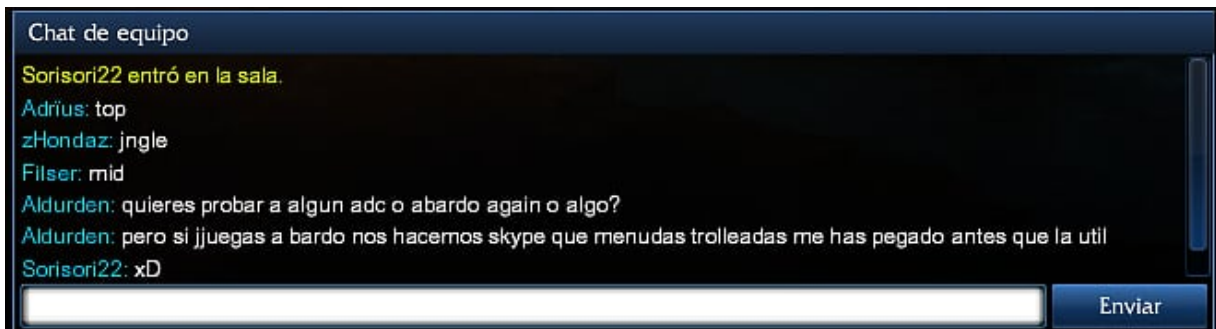 Chat de equipo
Sorisori22 entró en la sala.
Adrïus: top
zHondaz: jngle
Filser: mid
Aldurden: quieres probar a algun adc o abardo again o algo?
Aldurden: pero si jjuegas a bardo nos hacemos skype que menudas trolleadas me has pegado antes que la util
Sorisori22: xD
Enviar